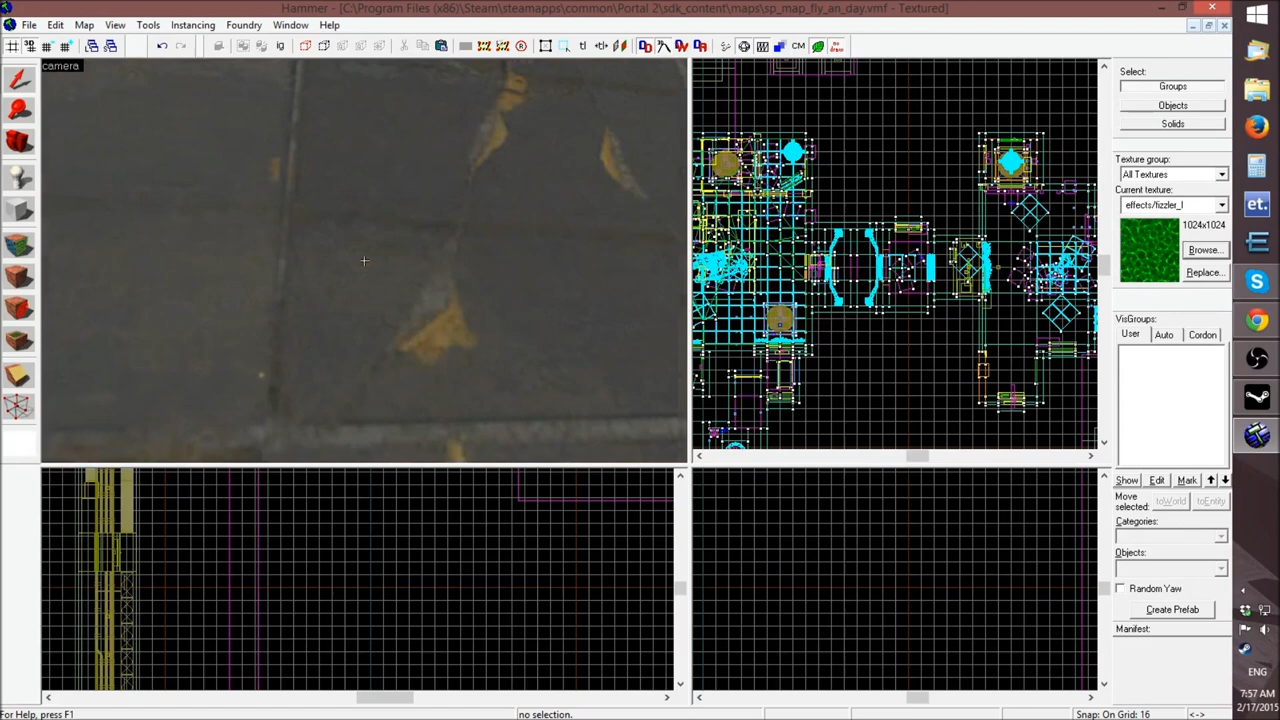 Hammer - [C:\Program Files (x86)\Steam\steamapps\common\Portal 2\sdk_content\maps\sp_map_fly_an_day.vmf - Textured]
File Edit Map View Tools Instancing Foundry Window Help
camera
Select:
Groups
Objects
Solids
Texture group:
All Textures
Current texture:
effects/fizzler_l
1024x1024
Browse...
Replace...
VisGroups:
User Auto Cordon
Show Edit Mark
Move selected:
toWorld toEntity
Categories:
Objects:
Random Yaw
Create Prefab
Manifest:
et.
ENG
7:57 AM
2/17/2015
For Help, press F1
no selection.
Snap: On Grid: 16
<->